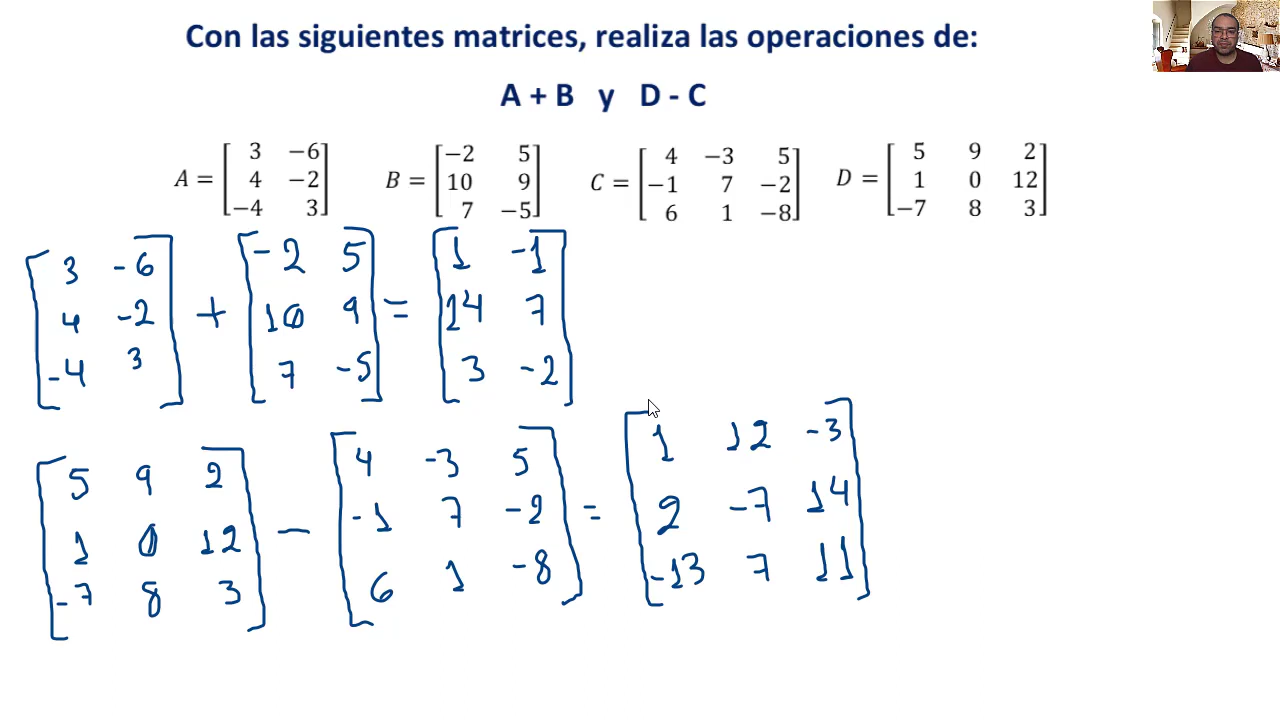 Con las siguientes matrices, realiza las operaciones de:
A + B y D - C
A = [3 −6
4 −2
−4 3]
B = [−2 5
10 9
7 −5]
C = [4 −3 5
−1 7 −2
6 1 −8]
D = [5 9 2
1 0 12
−7 8 3]
[3 -6] + [-2 5] = [1 -1]
[4 -2] [10 9] [14 7]
[-4 3] [7 -5] [3 -2]
[5 9 2] - [4 -3 5] = [1 12 -3]
[1 0 12] [-1 7 -2] [2 -7 14]
[-7 8 3] [6 1 -8] [-13 7 11]